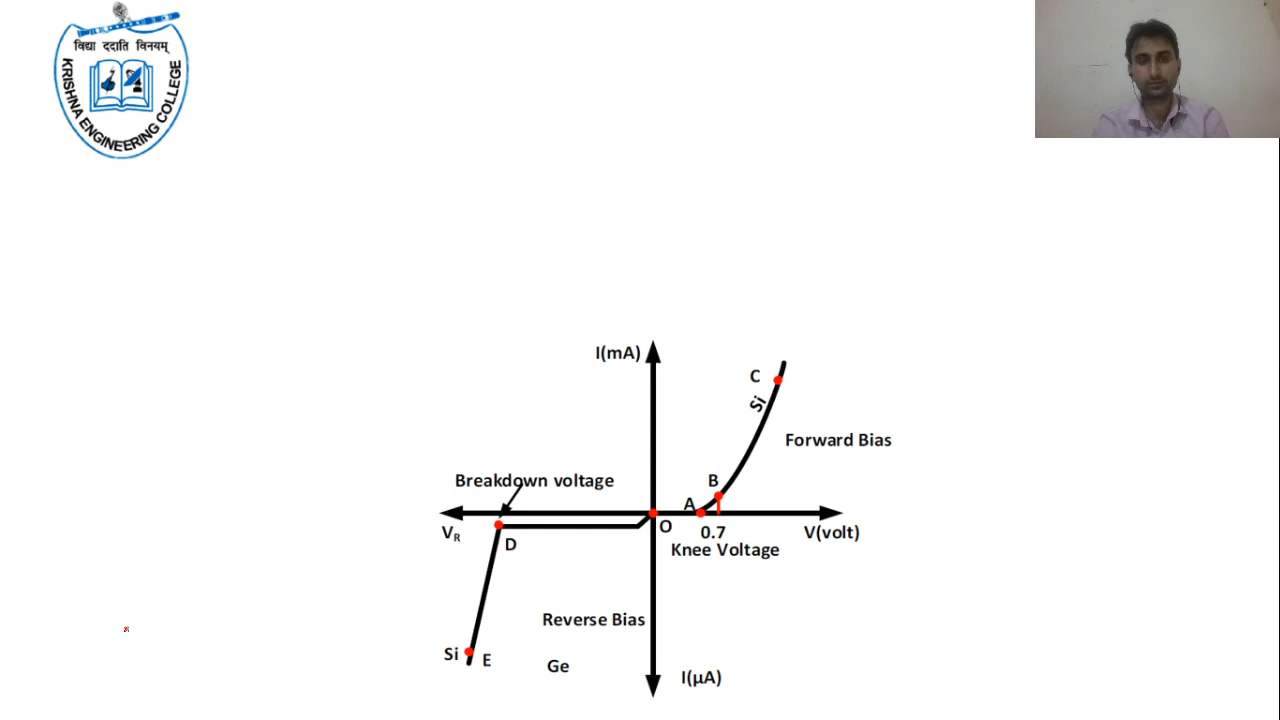 विद्या ददाति विनयम्
KRISHNA ENGINEERING COLLEGE
I(mA)
C
Si
Forward Bias
Breakdown voltage
B
A
VR
D
O
0.7
V(volt)
Knee Voltage
Reverse Bias
Si
E
Ge
I(μA)